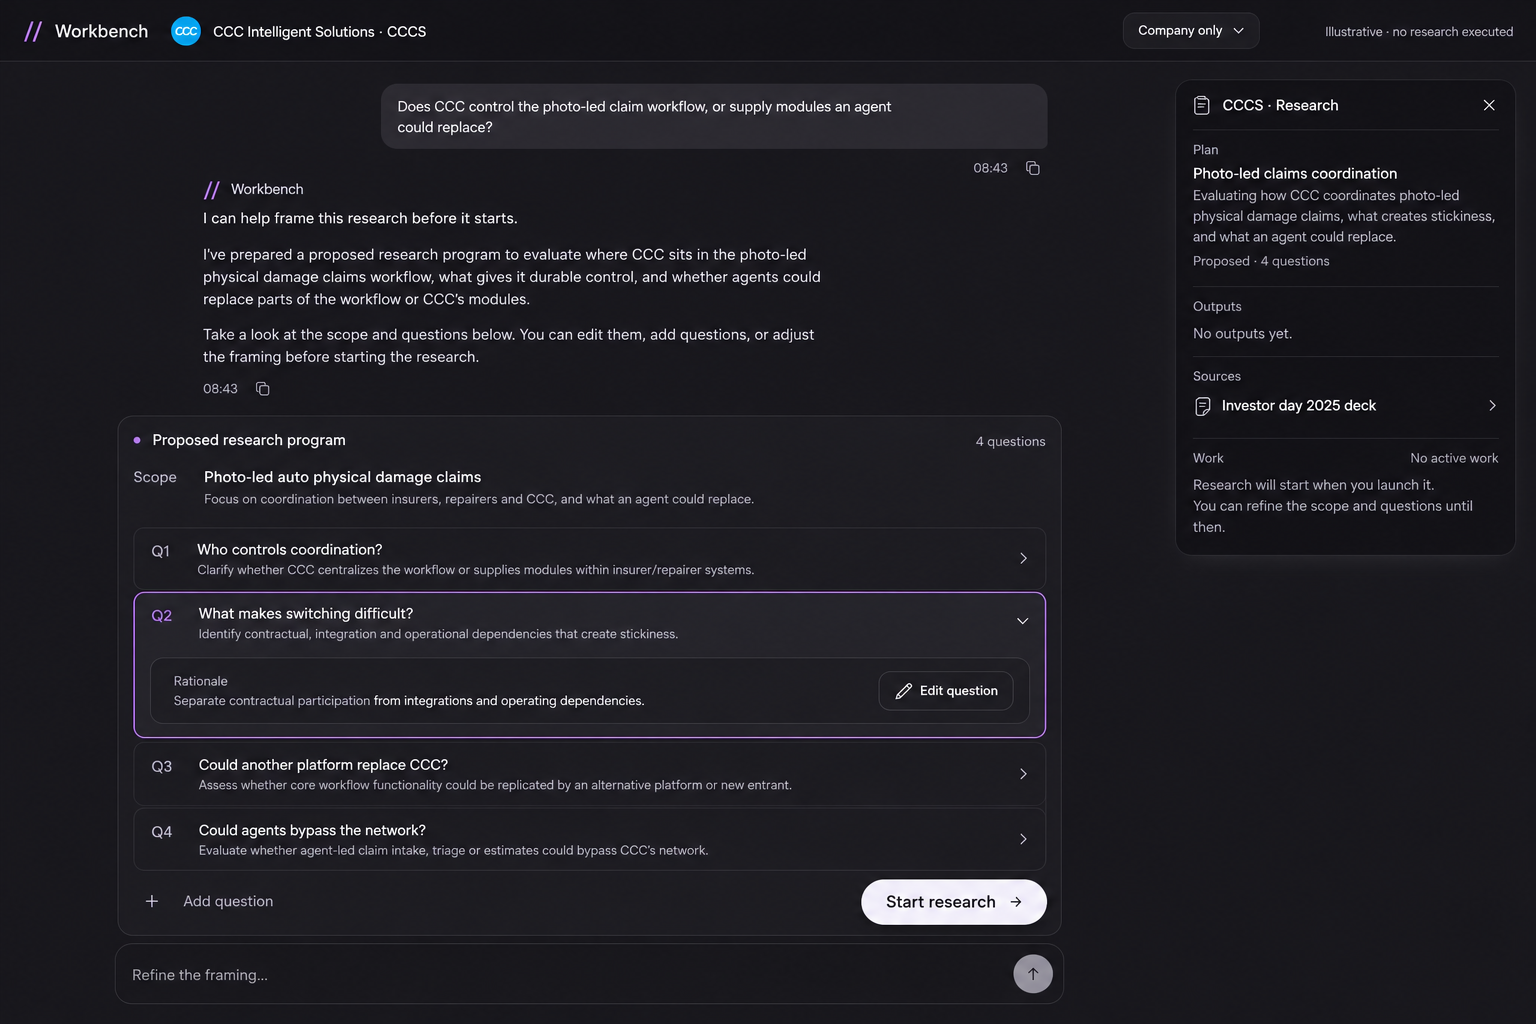 // Workbench
CCC
CCC Intelligent Solutions · CCCS
Company only
Illustrative · no research executed
Does CCC control the photo-led claim workflow, or supply modules an agent
could replace?
08:43
// Workbench
I can help frame this research before it starts.
I've prepared a proposed research program to evaluate where CCC sits in the photo-led
physical damage claims workflow, what gives it durable control, and whether agents could
replace parts of the workflow or CCC's modules.
Take a look at the scope and questions below. You can edit them, add questions, or adjust
the framing before starting the research.
08:43
Proposed research program
4 questions
Scope
Photo-led auto physical damage claims
Focus on coordination between insurers, repairers and CCC, and what an agent could replace.
Q1
Who controls coordination?
Clarify whether CCC centralizes the workflow or supplies modules within insurer/repairer systems.
Q2
What makes switching difficult?
Identify contractual, integration and operational dependencies that create stickiness.
Rationale
Separate contractual participation from integrations and operating dependencies.
Edit question
Q3
Could another platform replace CCC?
Assess whether core workflow functionality could be replicated by an alternative platform or new entrant.
Q4
Could agents bypass the network?
Evaluate whether agent-led claim intake, triage or estimates could bypass CCC's network.
+ Add question
Start research →
Refine the framing...
CCCS · Research
Plan
Photo-led claims coordination
Evaluating how CCC coordinates photo-led
physical damage claims, what creates stickiness,
and what an agent could replace.
Proposed · 4 questions
Outputs
No outputs yet.
Sources
Investor day 2025 deck
Work
No active work
Research will start when you launch it.
You can refine the scope and questions until
then.